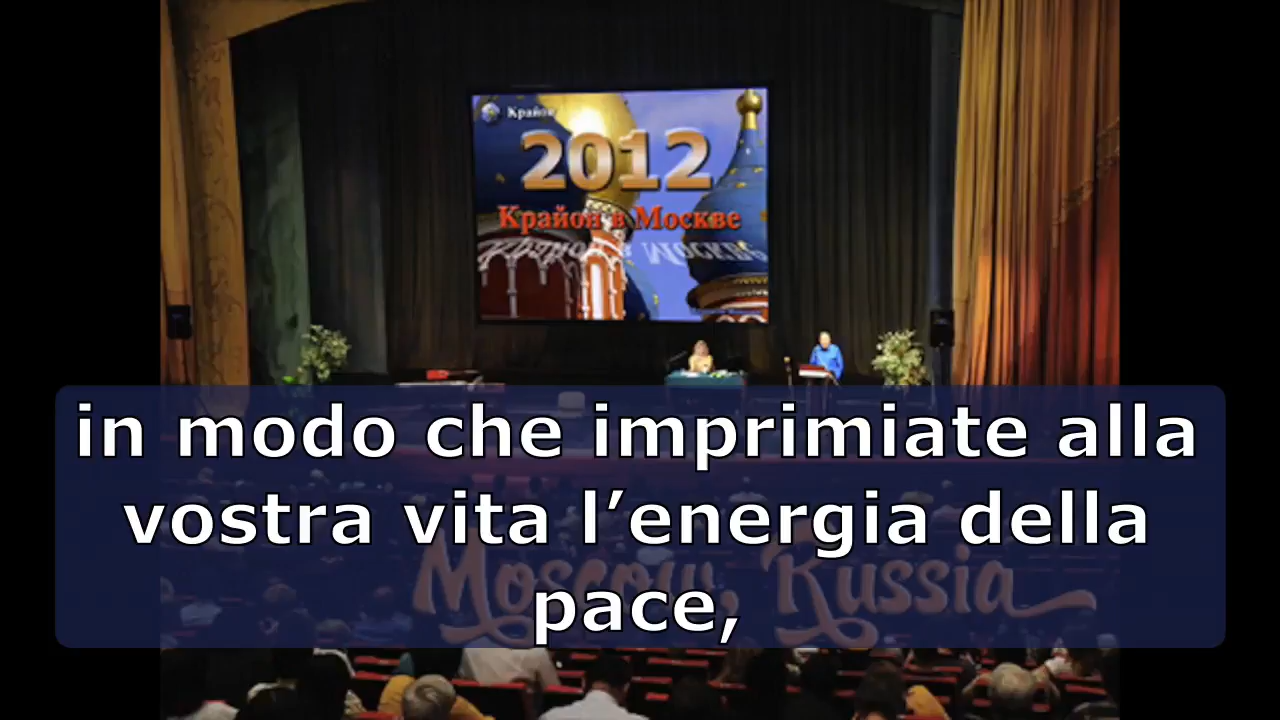 Крайон
2012
Крайон в Москве
in modo che imprimiate alla
vostra vita l’energia della
pace,
Moscow, Russia